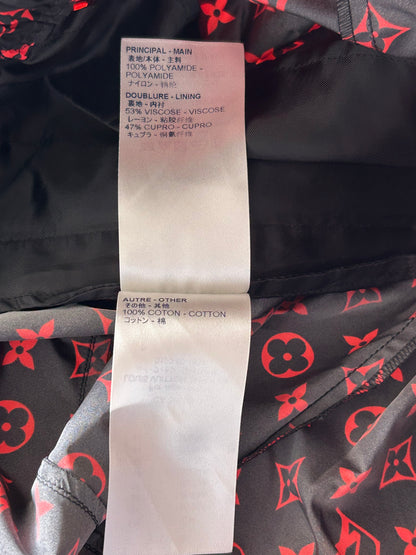 PRINCIPAL - MAIN
表地/本体 - 主料
100% POLYAMIDE -
POLYAMIDE
ナイロン - 锦纶
DOUBLURE - LINING
裏地 - 内衬
53% VISCOSE - VISCOSE
レーヨン - 粘胶纤维
47% CUPRO - CUPRO
キュプラ - 铜氨纤维
AUTRE - OTHER
その他 - 其他
100% COTON - COTTON
コットン - 棉